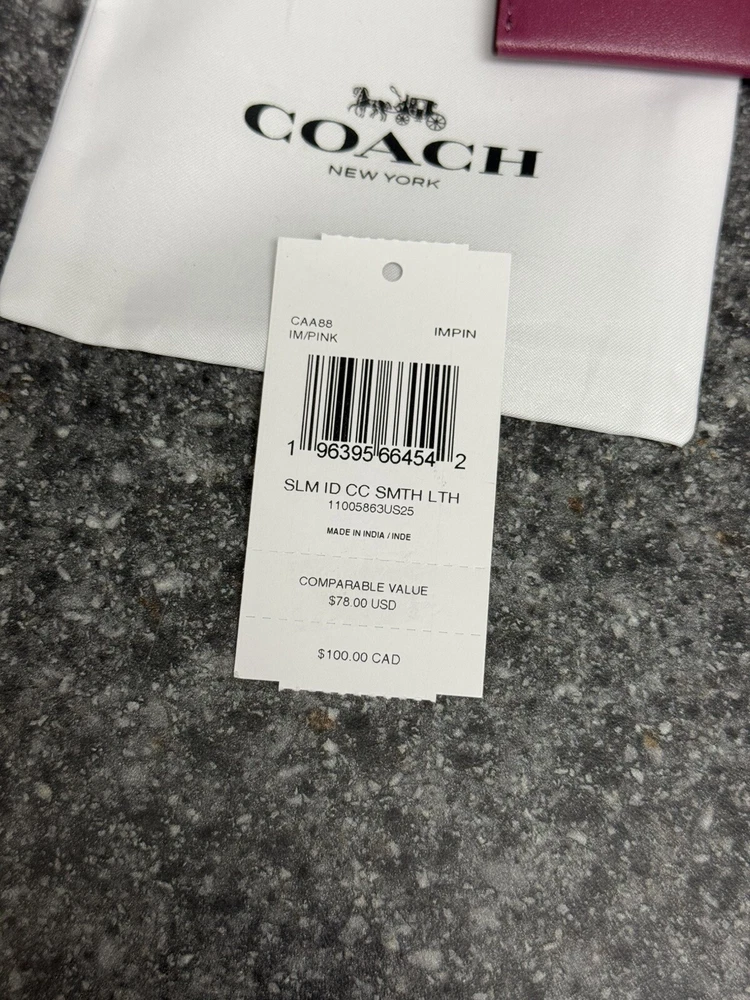 COACH
NEW YORK
CAA88
IM/PINK
IMPIN
1 96395 66454 2
SLM ID CC SMTH LTH
11005863US25
MADE IN INDIA / INDE
COMPARABLE VALUE
$78.00 USD
$100.00 CAD